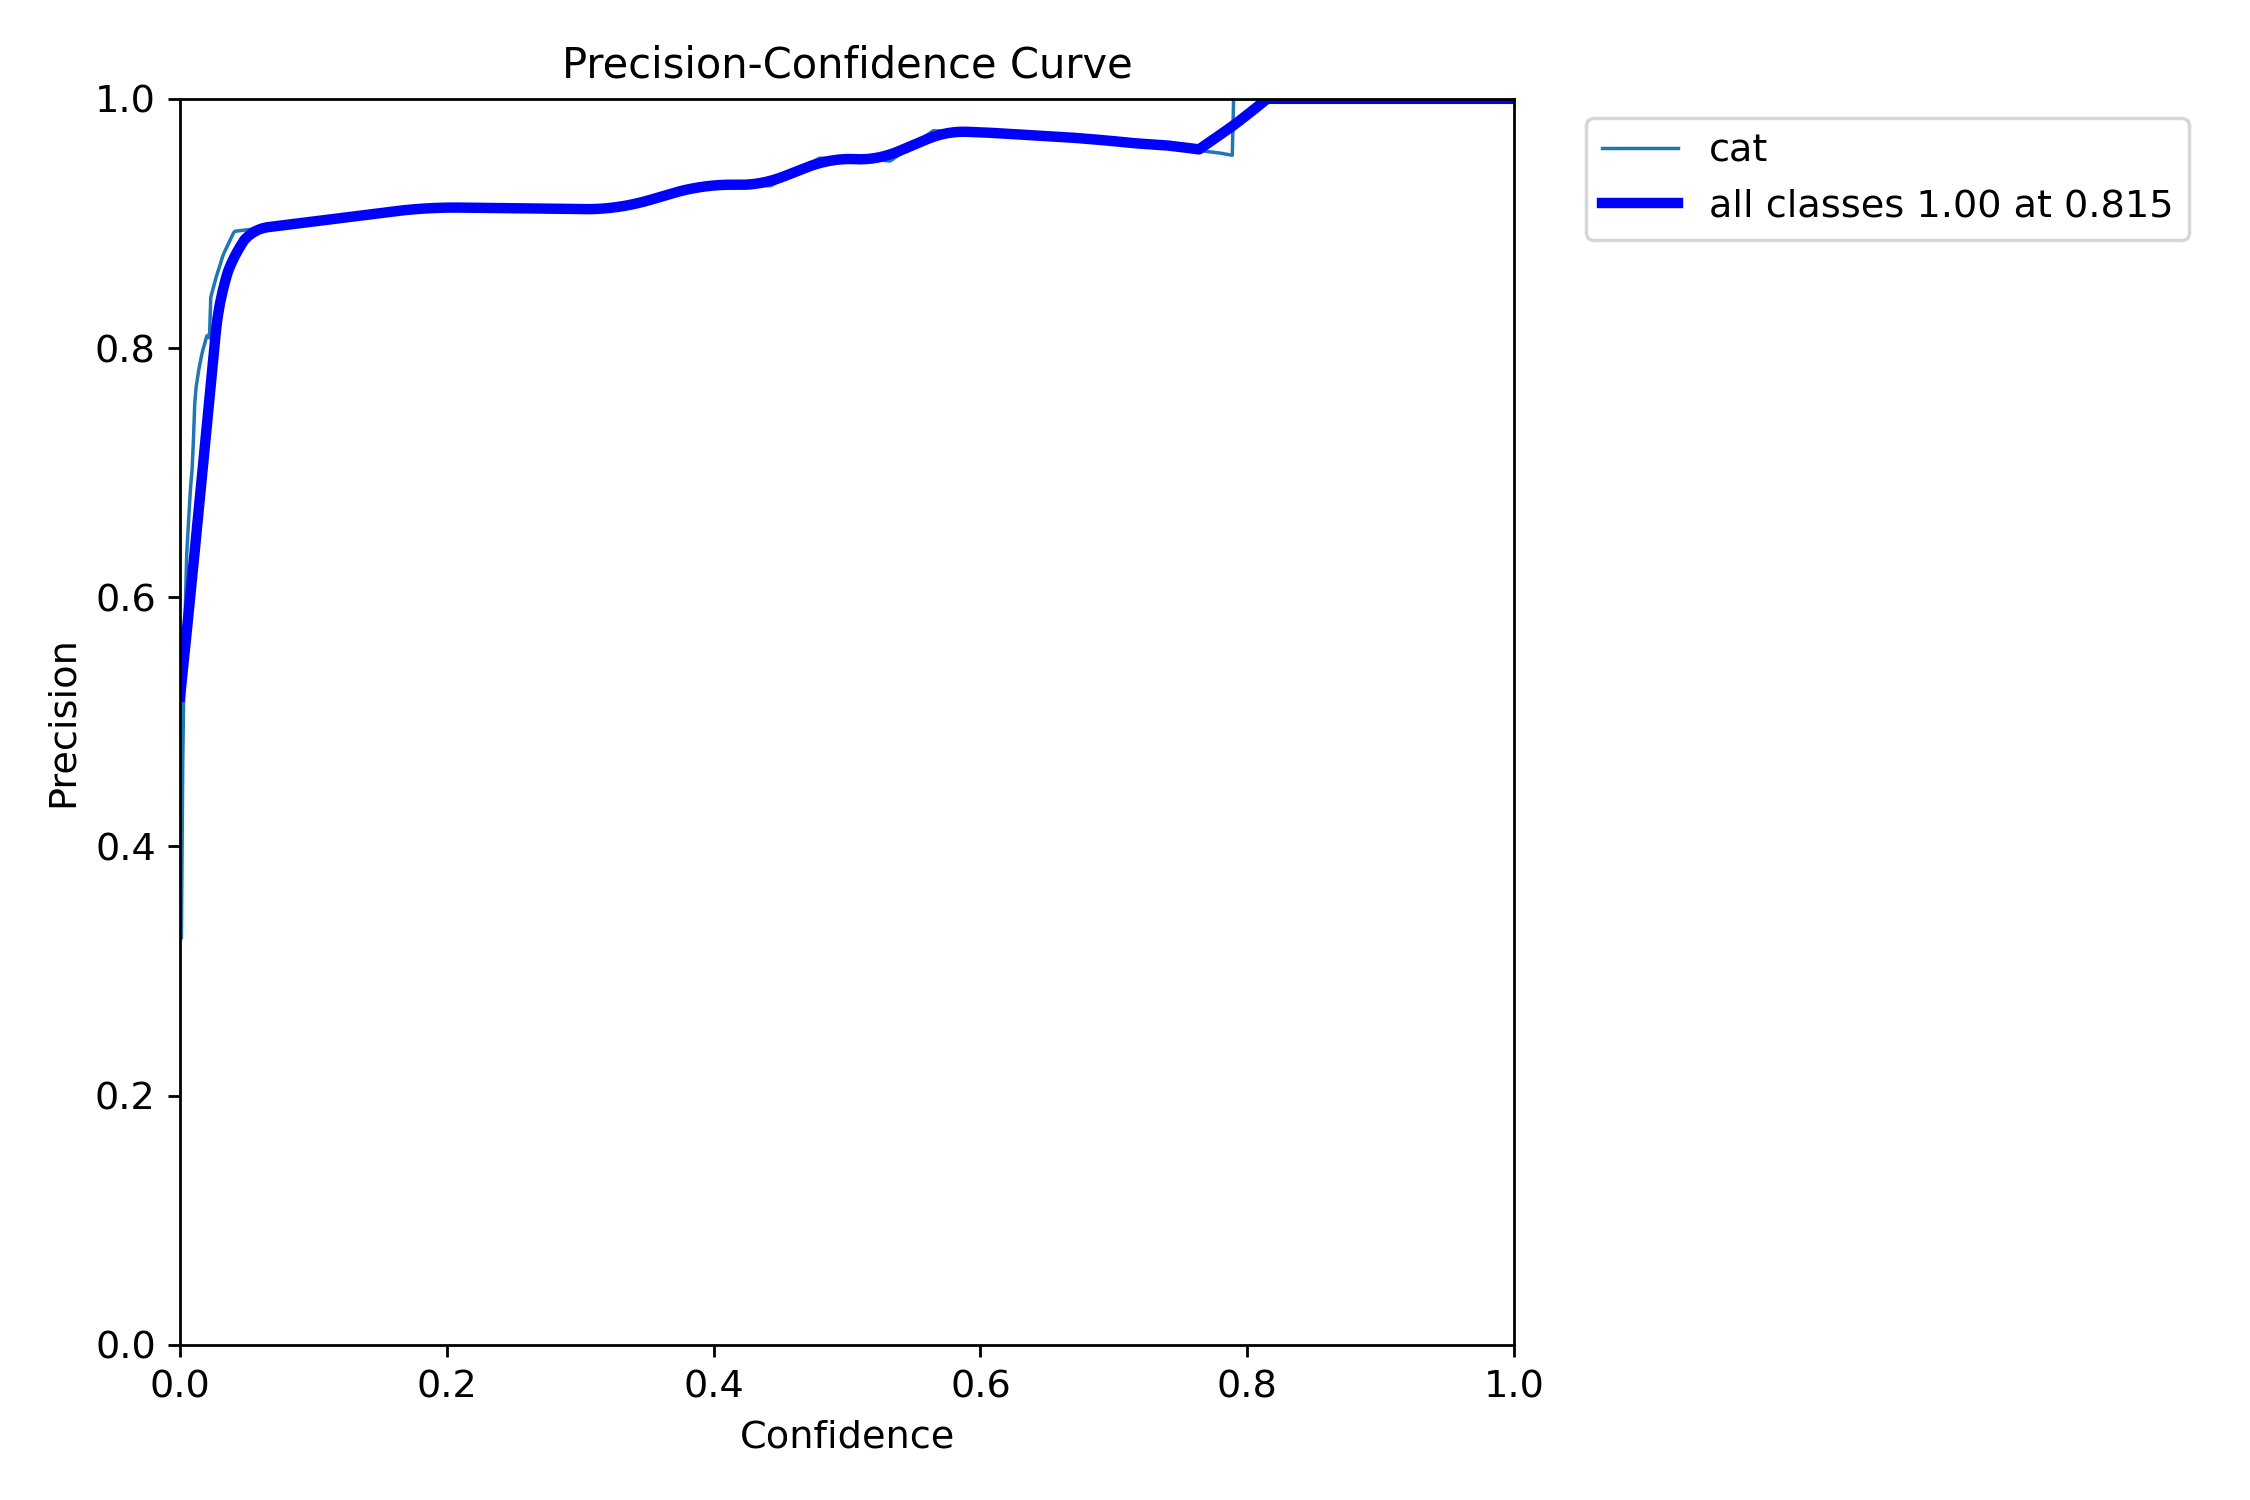 Precision-Confidence Curve
1.0
0.8
0.6
0.4
0.2
0.0
Precision
0.0 0.2 0.4 0.6 0.8 1.0
Confidence
cat
all classes 1.00 at 0.815